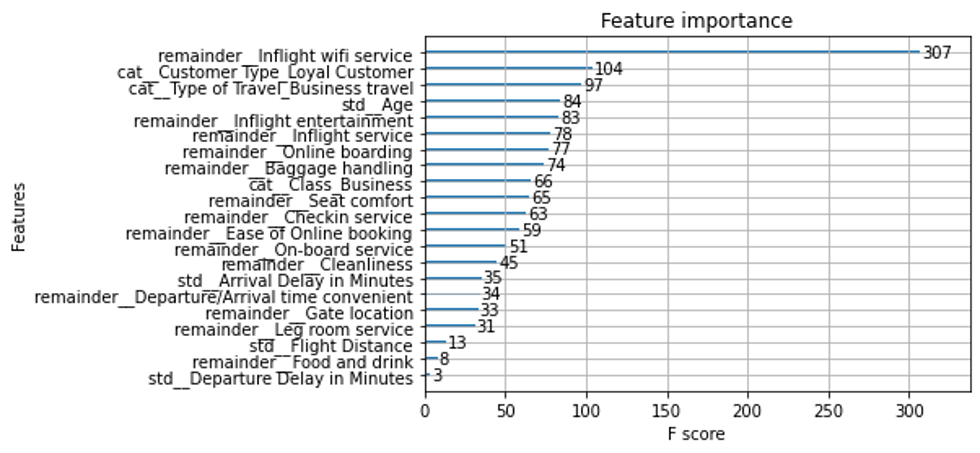 Feature importance
Features
remainder__Inflight wifi service 307
cat__Customer Type_Loyal Customer 104
cat__Type of Travel_Business travel 97
std__Age 84
remainder__Inflight entertainment 83
remainder__Inflight service 78
remainder__Online boarding 77
remainder__Baggage handling 74
cat__Class_Business 66
remainder__Seat comfort 65
remainder__Checkin service 63
remainder__Ease of Online booking 59
remainder__On-board service 51
remainder__Cleanliness 45
std__Arrival Delay in Minutes 35
remainder__Departure/Arrival time convenient 34
remainder__Gate location 33
remainder__Leg room service 31
std__Flight Distance 13
remainder__Food and drink 8
std__Departure Delay in Minutes 3
0 50 100 150 200 250 300
F score